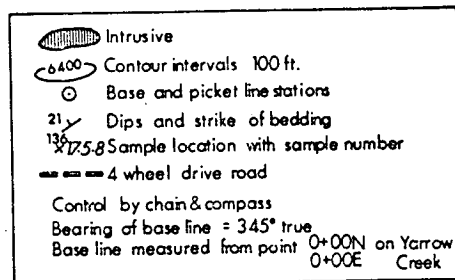 Intrusive
6400 Contour intervals 100 ft.
Base and picket line stations
21 Dips and strike of bedding
136 X17.5-8 Sample location with sample number
4 wheel drive road
Control by chain & compass
Bearing of base line = 345° true
Base line measured from point 0+00N on Yarrow
0+00E Creek